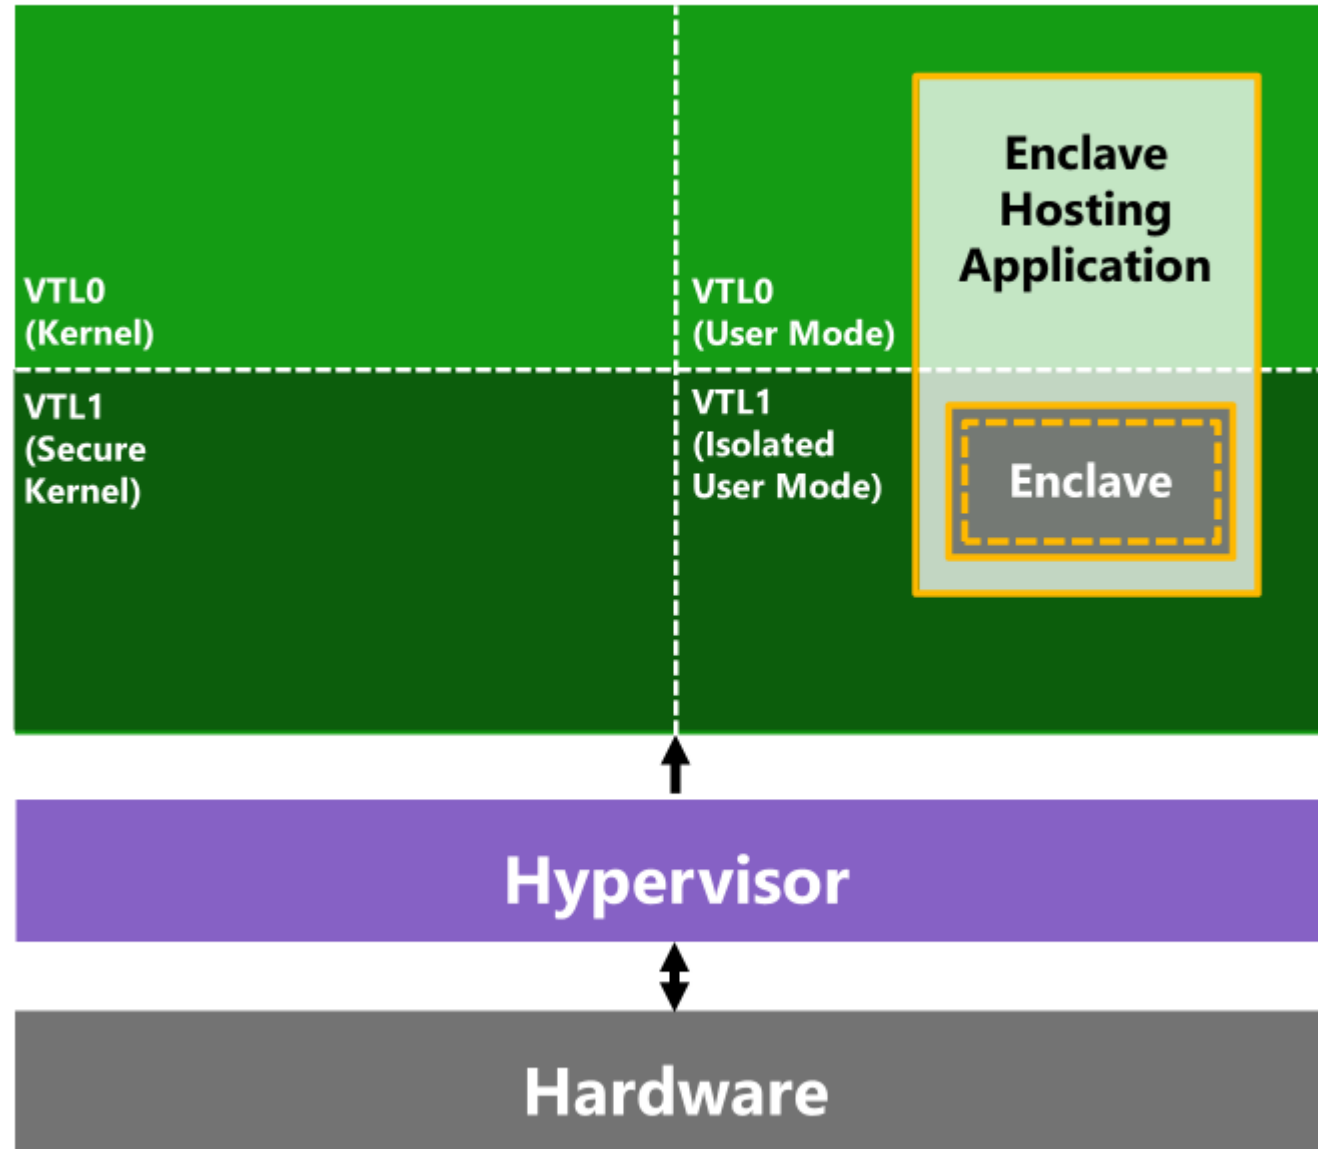 Enclave
Hosting
Application
VTL0
(Kernel)
VTL0
(User Mode)
VTL1
(Secure
Kernel)
VTL1
(Isolated
User Mode)
Enclave
Hypervisor
Hardware